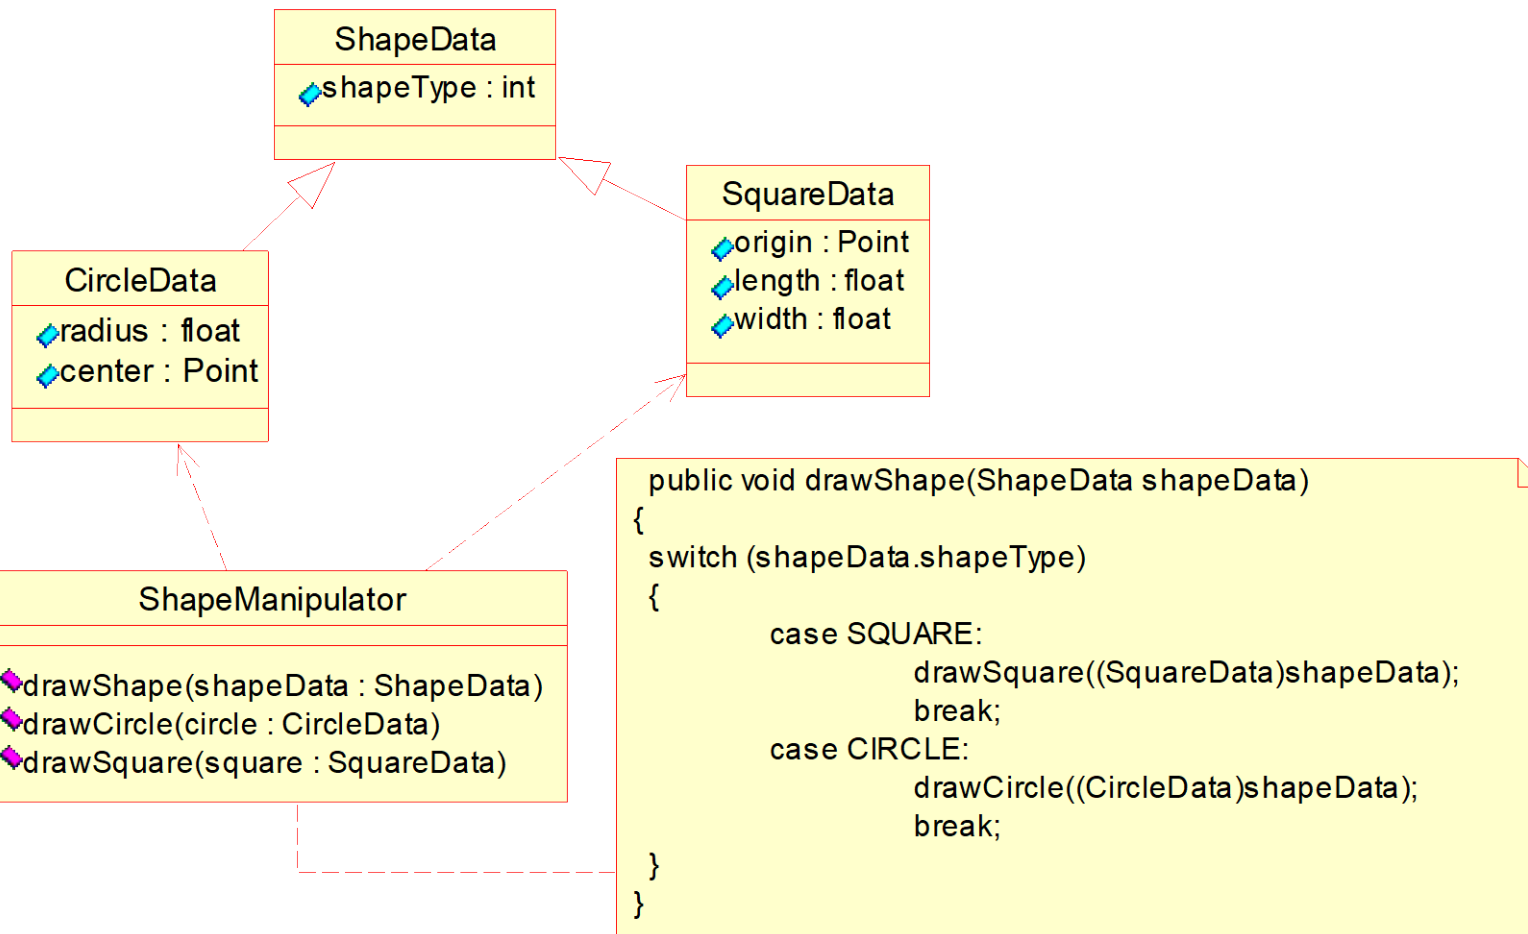 ShapeData
shapeType : int
SquareData
origin : Point
length : float
width : float
CircleData
radius : float
center : Point
ShapeManipulator
drawShape(shapeData : ShapeData)
drawCircle(circle : CircleData)
drawSquare(square : SquareData)
public void drawShape(ShapeData shapeData)
{
switch (shapeData.shapeType)
{
case SQUARE:
drawSquare((SquareData)shapeData);
break;
case CIRCLE:
drawCircle((CircleData)shapeData);
break;
}
}